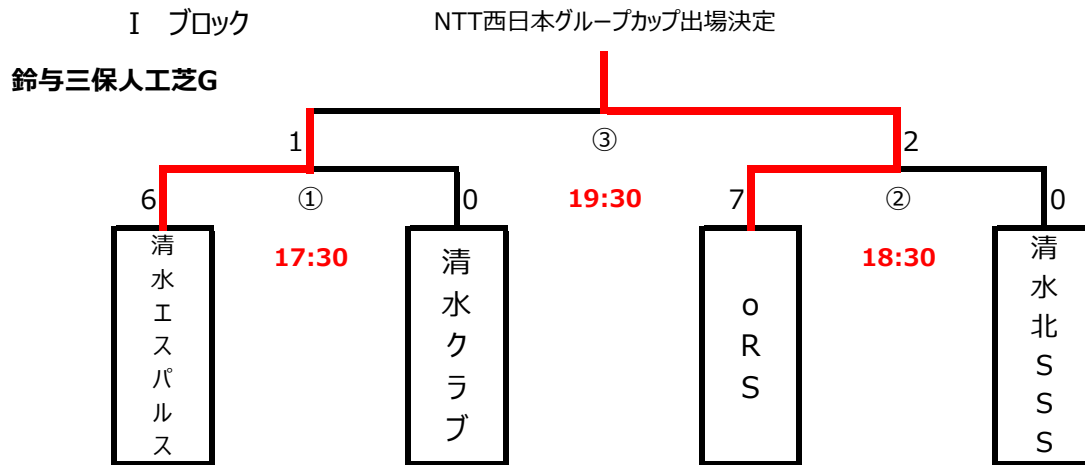 I ブロック
NTT西日本グループカップ出場決定
鈴与三保人工芝G
1
③
2
6
①
0
19:30
7
②
0
17:30
18:30
清水エスパルス
清水クラブ
oRS
清水北SSS